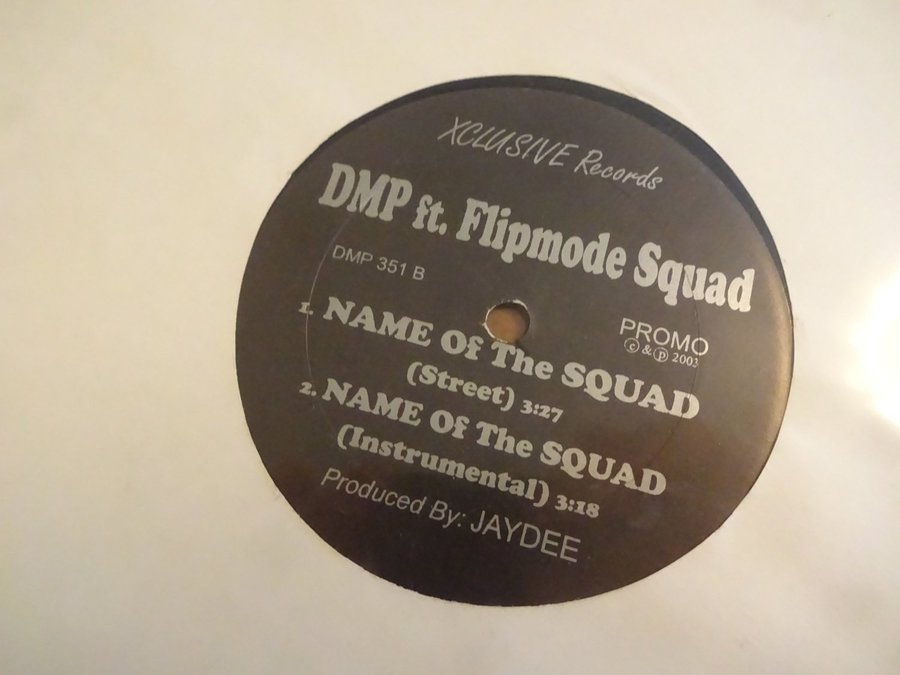 XCLUSIVE Records
DMP ft. Flipmode Squad
DMP 351 B
PROMO
© & ℗ 2003
1. NAME Of The SQUAD
(Street) 3:27
2. NAME Of The SQUAD
(Instrumental) 3:18
Produced By: JAYDEE